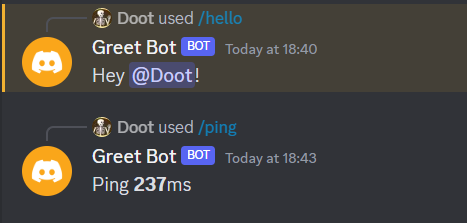 Doot used /hello
Greet Bot BOT Today at 18:40
Hey @Doot!
Doot used /ping
Greet Bot BOT Today at 18:43
Ping 237ms